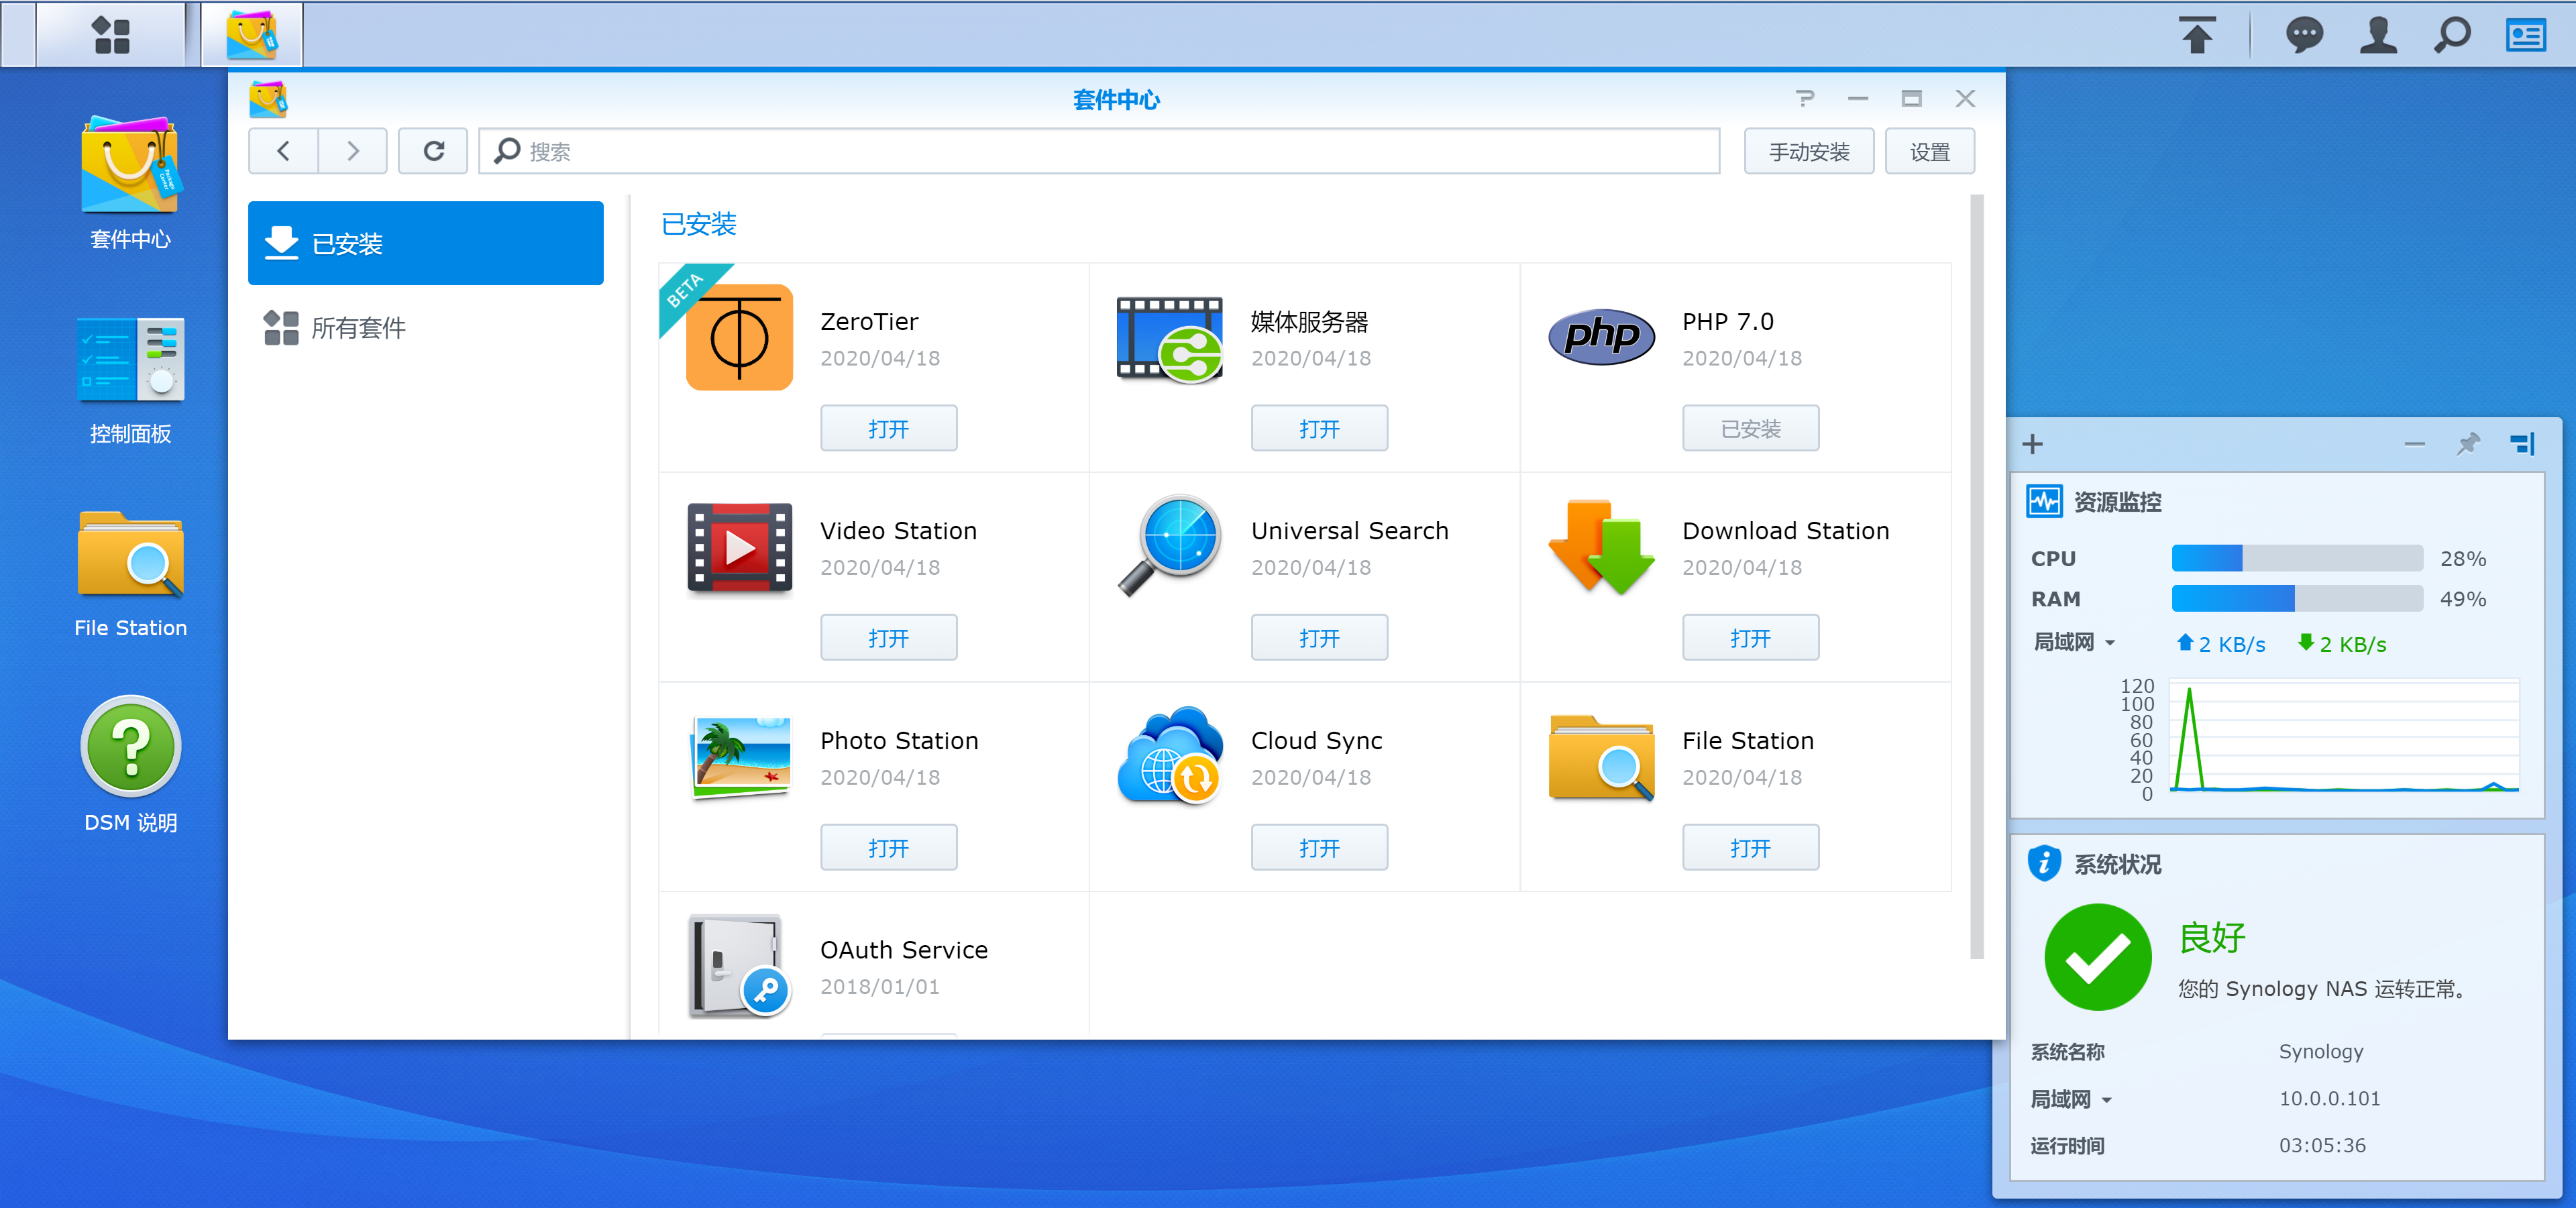 套件中心
搜索
手动安装
设置
套件中心
控制面板
File Station
DSM 说明
已安装
所有套件
已安装
BETA
ZeroTier
2020/04/18
打开
媒体服务器
2020/04/18
打开
php
PHP 7.0
2020/04/18
已安装
Video Station
2020/04/18
打开
Universal Search
2020/04/18
打开
Download Station
2020/04/18
打开
Photo Station
2020/04/18
打开
Cloud Sync
2020/04/18
打开
File Station
2020/04/18
打开
OAuth Service
2018/01/01
资源监控
CPU 28%
RAM 49%
局域网 2 KB/s 2 KB/s
120
100
80
60
40
20
0
系统状况
良好
您的 Synology NAS 运转正常。
系统名称 Synology
局域网 10.0.0.101
运行时间 03:05:36